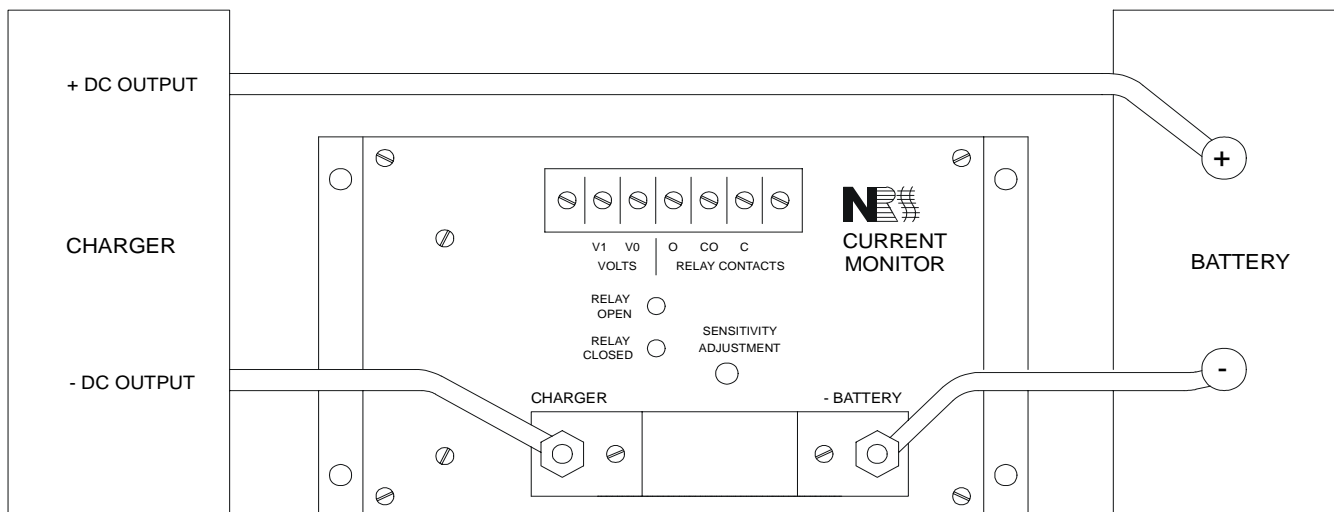 + DC OUTPUT
+
NRS
V1 V0 O CO C
CURRENT
CHARGER
VOLTS RELAY CONTACTS
MONITOR
BATTERY
RELAY
OPEN
SENSITIVITY
RELAY
ADJUSTMENT
CLOSED
-
- DC OUTPUT
CHARGER
- BATTERY